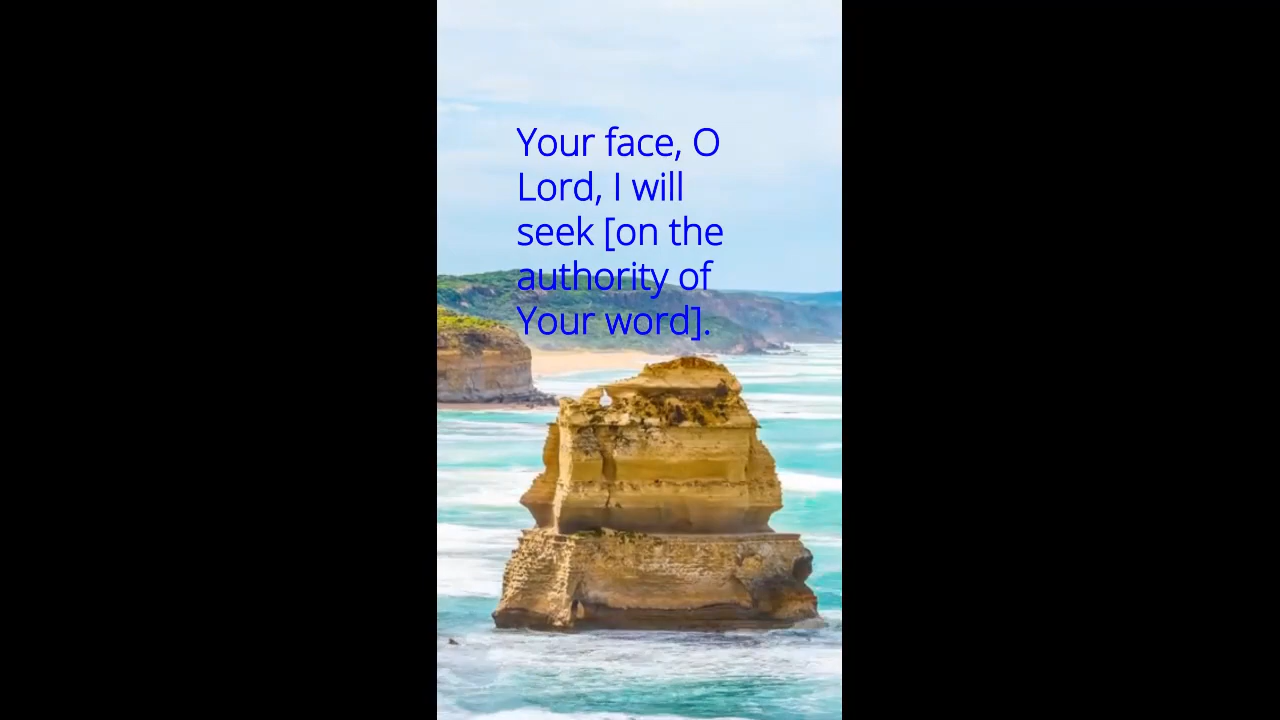 Your face, O
Lord, I will
seek [on the
authority of
Your word].